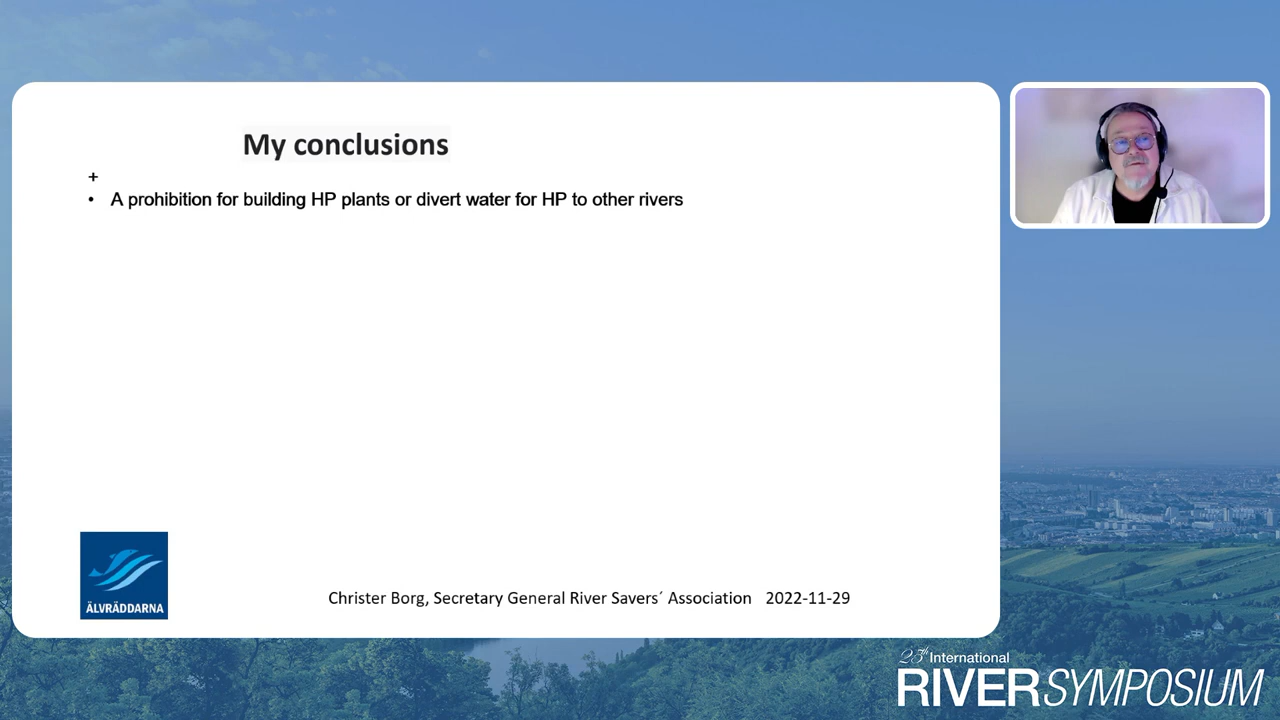 My conclusions
+
• A prohibition for building HP plants or divert water for HP to other rivers
ÄLVRÄDDARNA
Christer Borg, Secretary General River Savers´ Association 2022-11-29
25th International
RIVERSYMPOSIUM